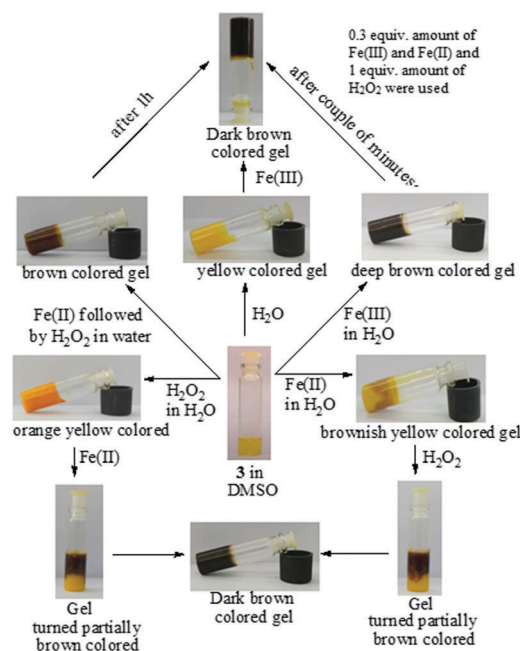 0.3 equiv. amount of
Fe(III) and Fe(II) and
1 equiv. amount of
H₂O₂ were used
after 1h
after couple of minutes
Dark brown
colored gel
Fe(III)
brown colored gel
yellow colored gel
deep brown colored gel
Fe(II) followed
by H₂O₂ in water
H₂O
Fe(III)
in H₂O
H₂O₂
in H₂O
Fe(II)
in H₂O
orange yellow colored
brownish yellow colored gel
Fe(II)
3 in
DMSO
H₂O₂
Gel
turned partially
brown colored
Dark brown
colored gel
Gel
turned partially
brown colored